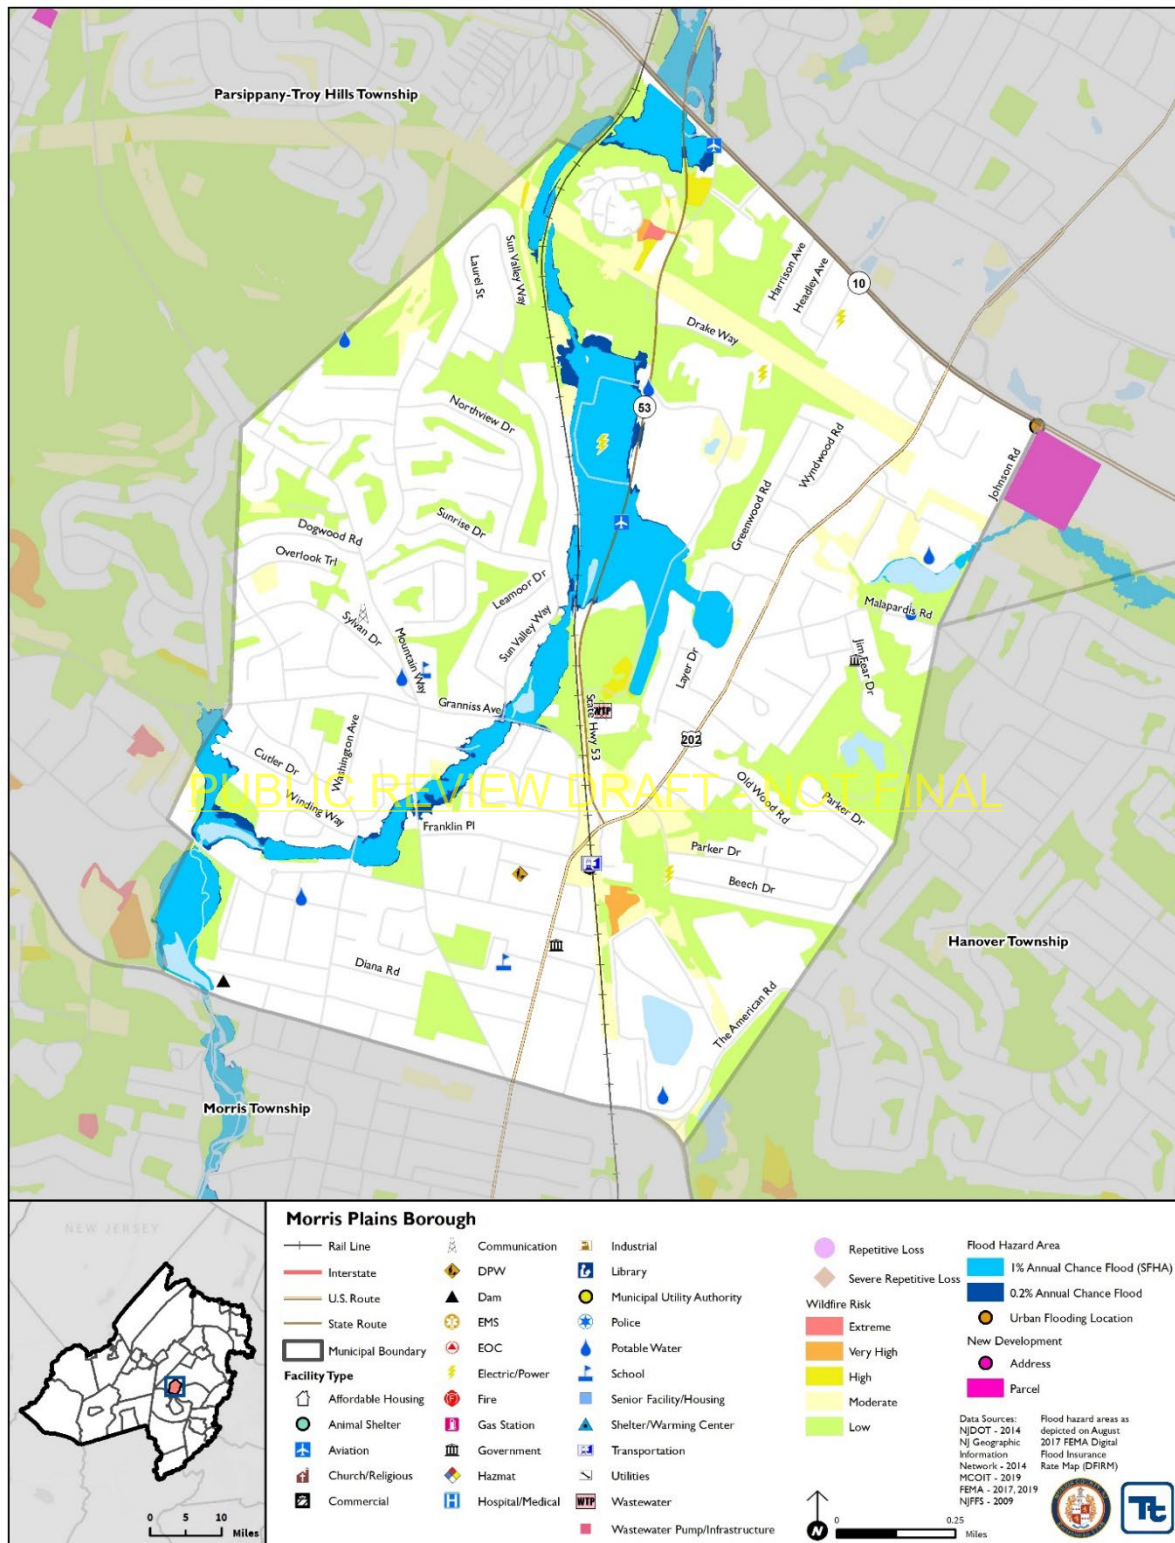 Parsippany-Troy Hills Township
Sun Valley Way
Laurel St
Harrison Ave
Headley Ave
10
Drake Way
53
Northview Dr
Wyndwood Rd
Johnson Rd
Greenwood Rd
Sunrise Dr
Dogwood Rd
Overlook Trl
Leamoor Dr
Malapardis Rd
Sylvan Dr
Mountain Way
Sun Valley Way
Jim Fear Dr
Layer Dr
Granniss Ave
State Hwy 53
WTP
202
Washington Ave
Cutler Dr
Winding Way
Old Wood Rd
Parker Dr
PUBLIC REVIEW DRAFT - NOT FINAL
Franklin Pl
Parker Dr
Beech Dr
Hanover Township
Diana Rd
The American Rd
Morris Township
NEW JERSEY
0 5 10
Miles
Morris Plains Borough
Rail Line
Interstate
U.S. Route
State Route
Municipal Boundary
Facility Type
Affordable Housing
Animal Shelter
Aviation
Church/Religious
Commercial
Communication
DPW
Dam
EMS
EOC
Electric/Power
Fire
Gas Station
Government
Hazmat
Hospital/Medical
Industrial
Library
Municipal Utility Authority
Police
Potable Water
School
Senior Facility/Housing
Shelter/Warming Center
Transportation
Utilities
WTP Wastewater
Wastewater Pump/Infrastructure
Repetitive Loss
Severe Repetitive Loss
Wildfire Risk
Extreme
Very High
High
Moderate
Low
N
0 0.25
Miles
Flood Hazard Area
1% Annual Chance Flood (SFHA)
0.2% Annual Chance Flood
Urban Flooding Location
New Development
Address
Parcel
Data Sources:
NJDOT - 2014
NJ Geographic
Information
Network - 2014
MCOIT - 2019
FEMA - 2017, 2019
NJFFS - 2009
Flood hazard areas as
depicted on August
2017 FEMA Digital
Flood Insurance
Rate Map (DFIRM)
Tt